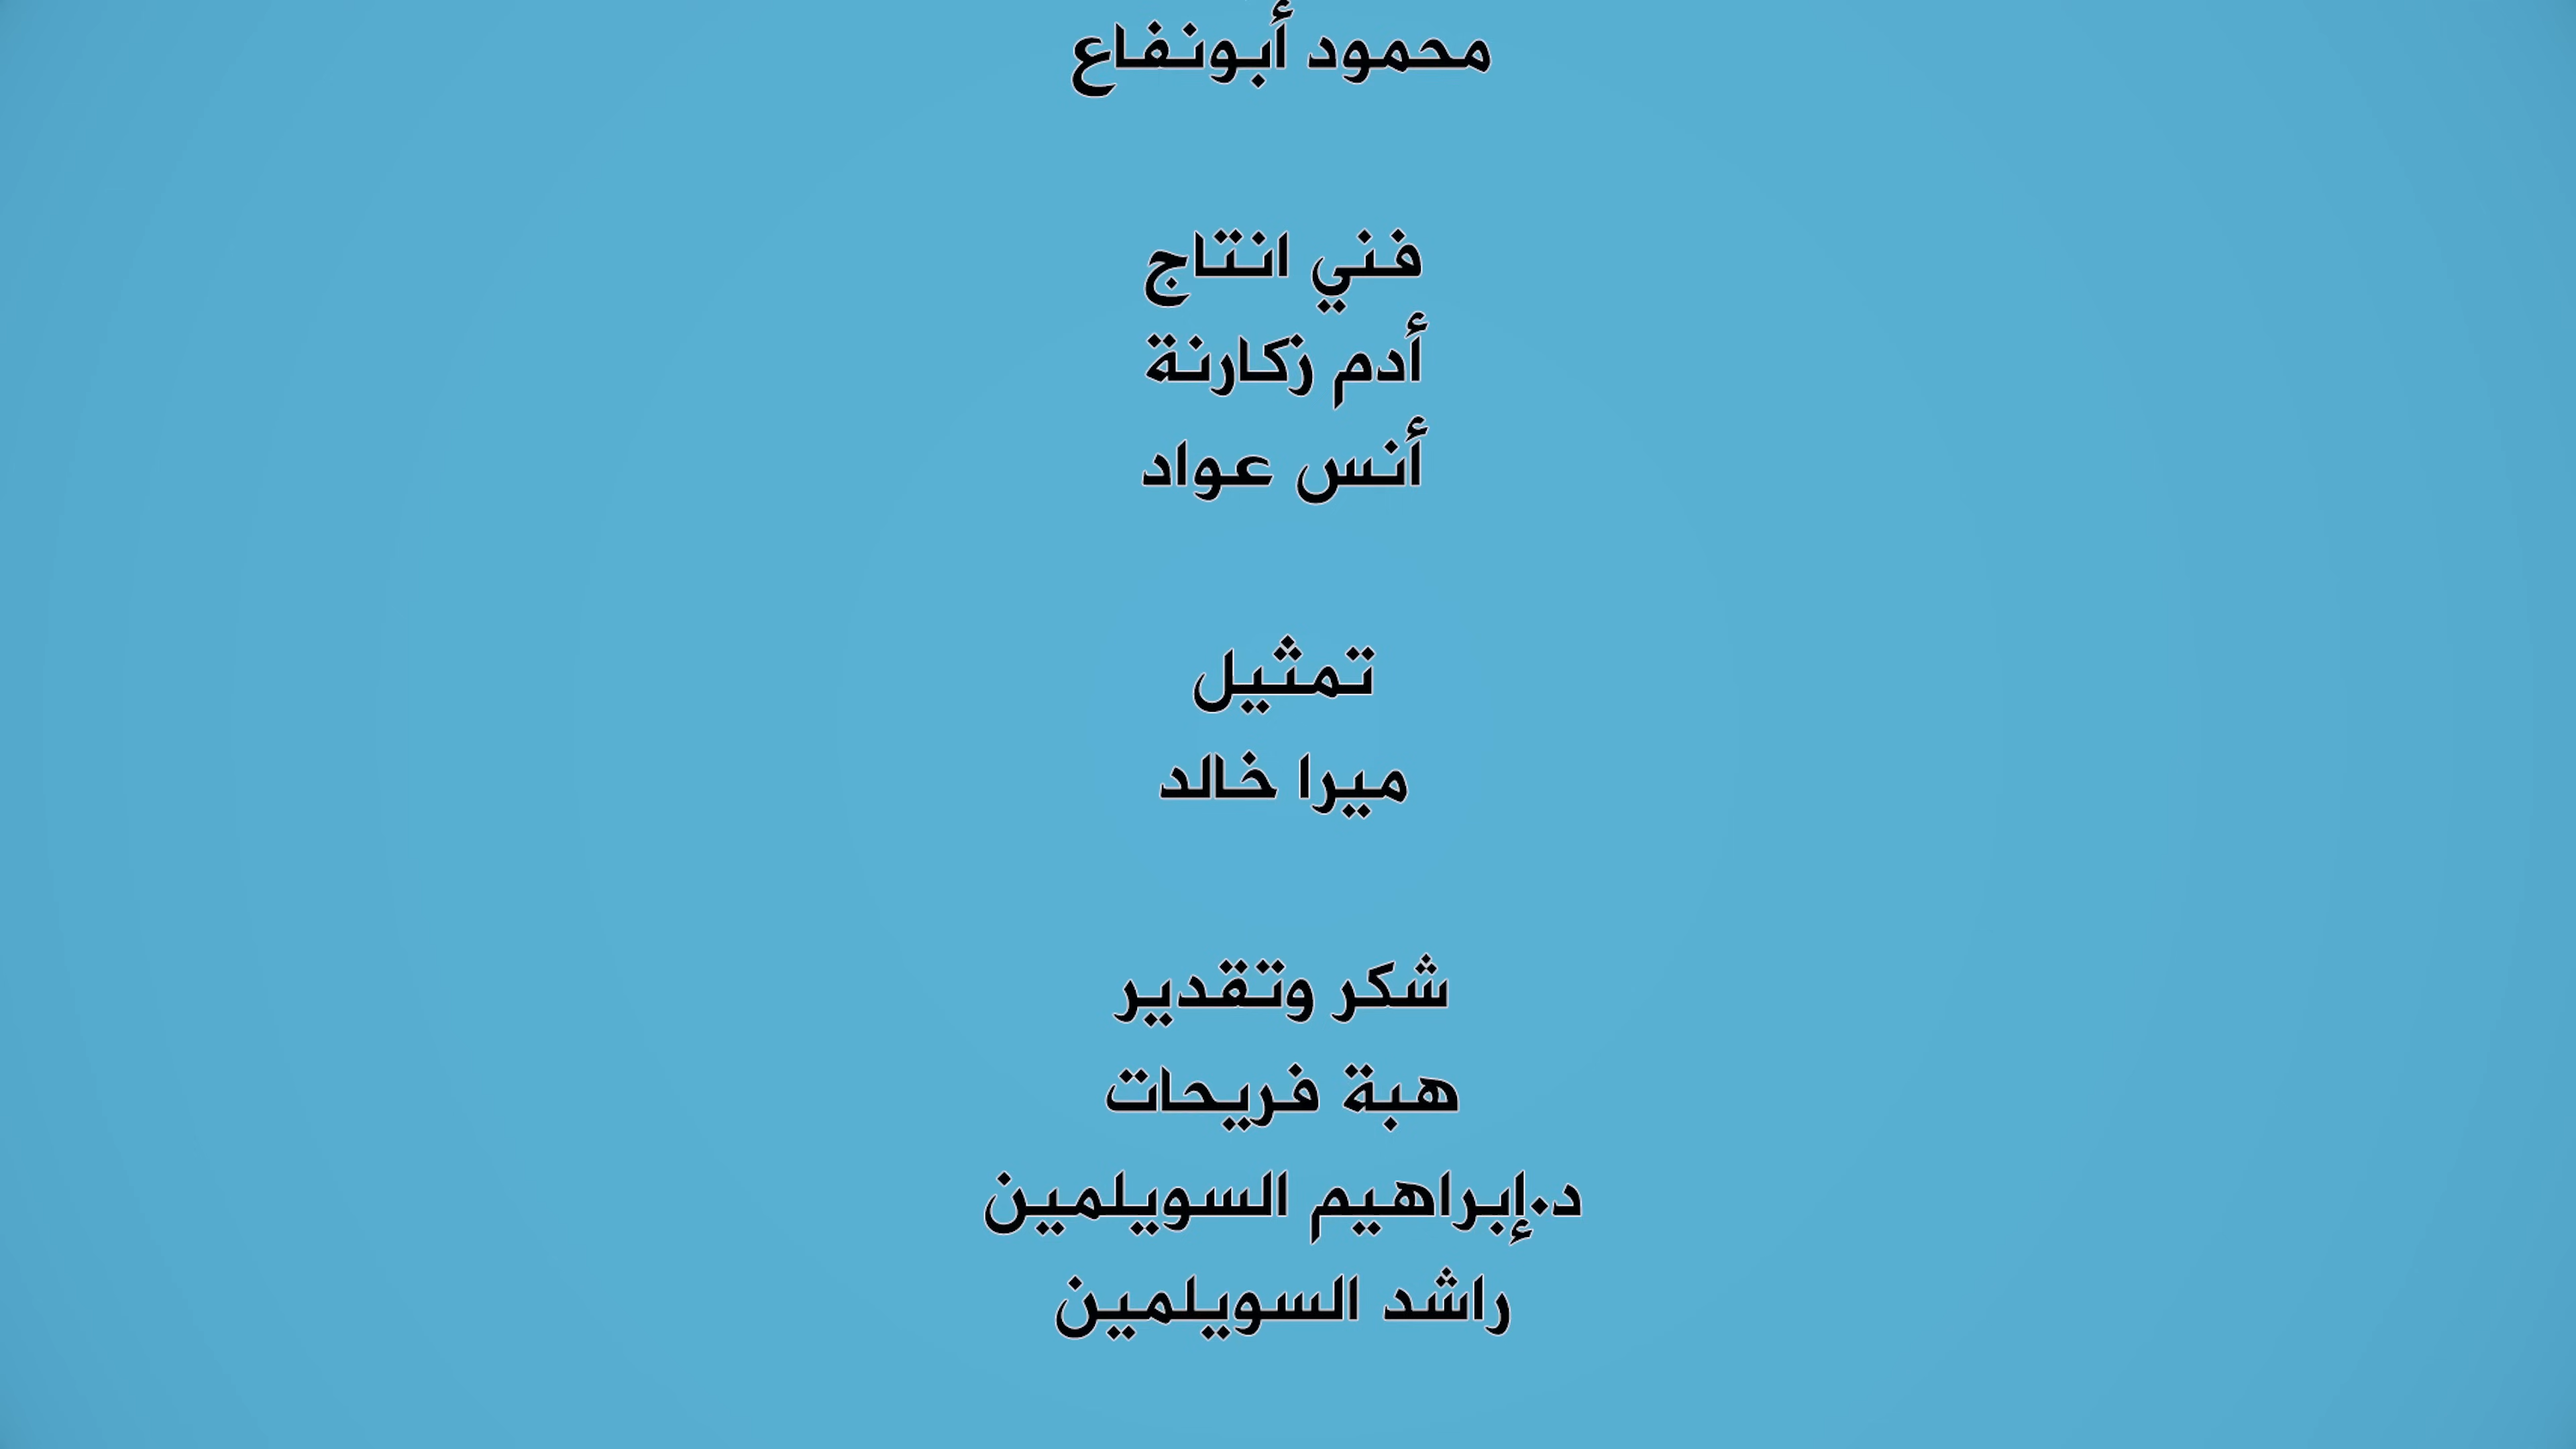 محمود أبونفاع
فني انتاج
أدم زكارنة
أنس عواد
تمثيل
ميرا خالد
شكر وتقدير
هبة فريحات
د.إبراهيم السويلمين
راشد السويلمين